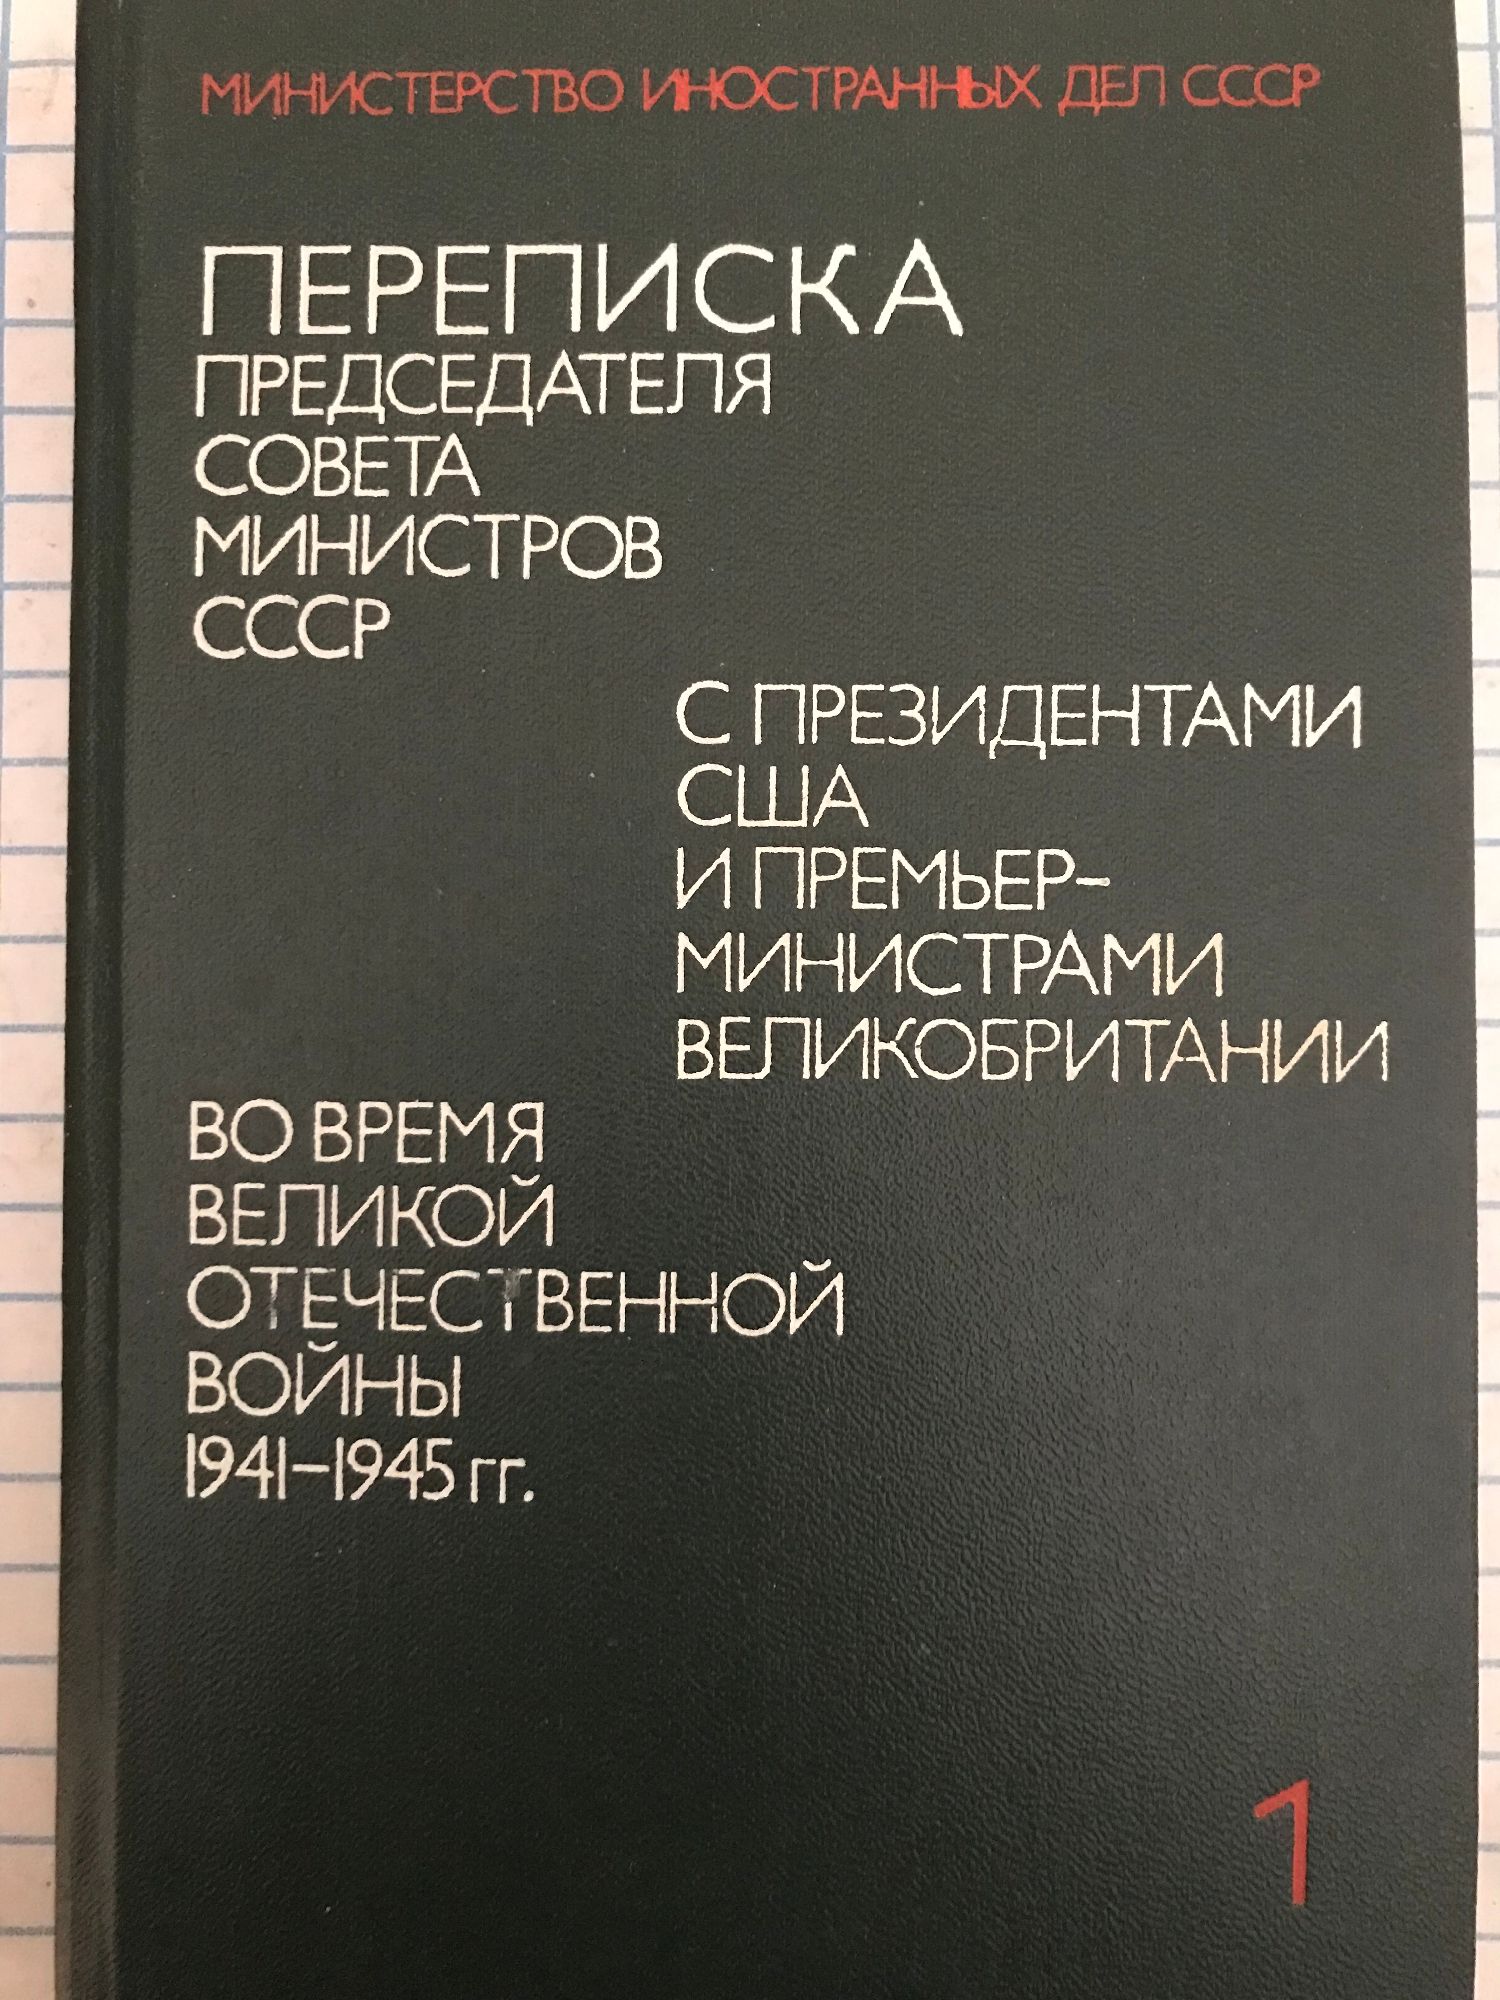 МИНИСТЕРСТВО ИНОСТРАННЫХ ДЕЛ СССР
ПЕРЕПИСКА
ПРЕДСЕДАТЕЛЯ
СОВЕТА
МИНИСТРОВ
СССР
С ПРЕЗИДЕНТАМИ
США
И ПРЕМЬЕР-
МИНИСТРАМИ
ВЕЛИКОБРИТАНИИ
ВО ВРЕМЯ
ВЕЛИКОЙ
ОТЕЧЕСТВЕННОЙ
ВОЙНЫ
1941–1945 гг.
1